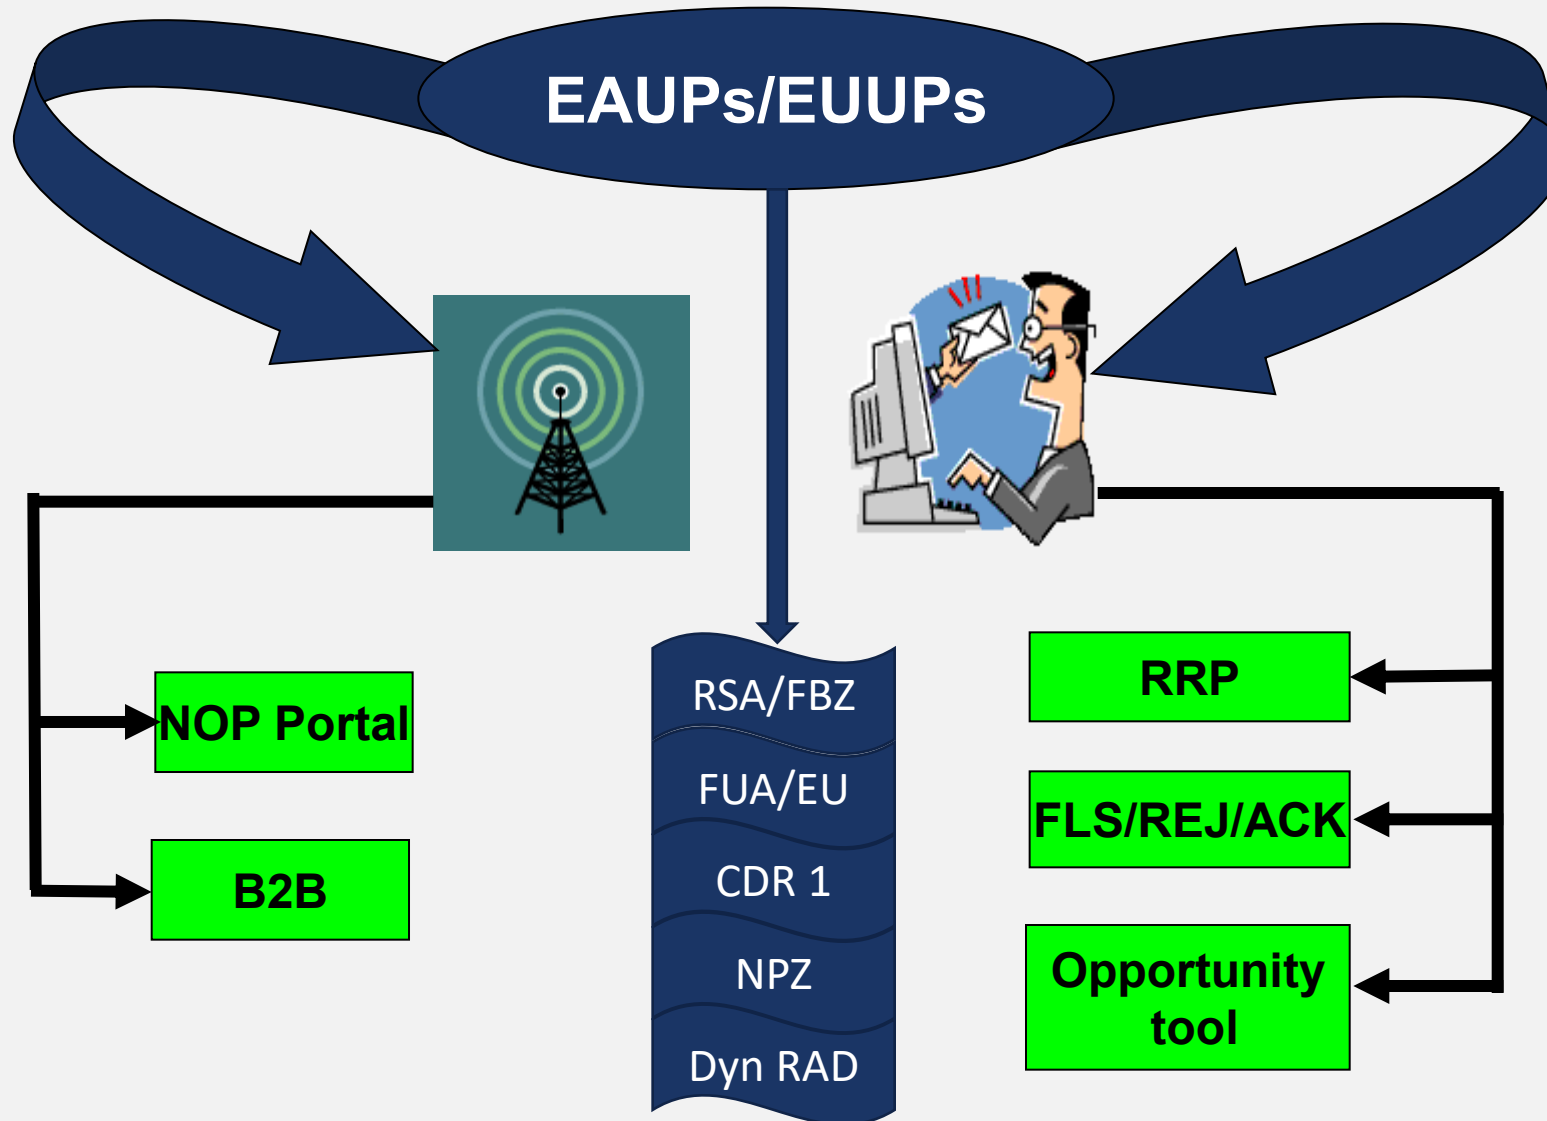 EAUPs/EUUPs
NOP Portal
B2B
RSA/FBZ
FUA/EU
CDR 1
NPZ
Dyn RAD
RRP
FLS/REJ/ACK
Opportunity
tool